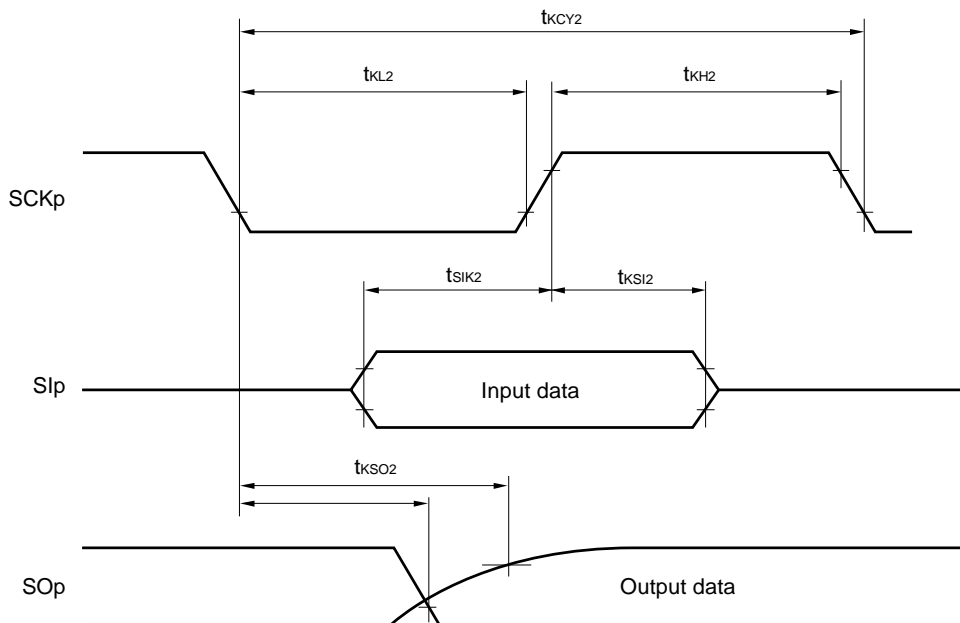 tKCY2
tKL2
tKH2
SCKp
tSIK2
tKSI2
SIp
Input data
tKSO2
SOp
Output data